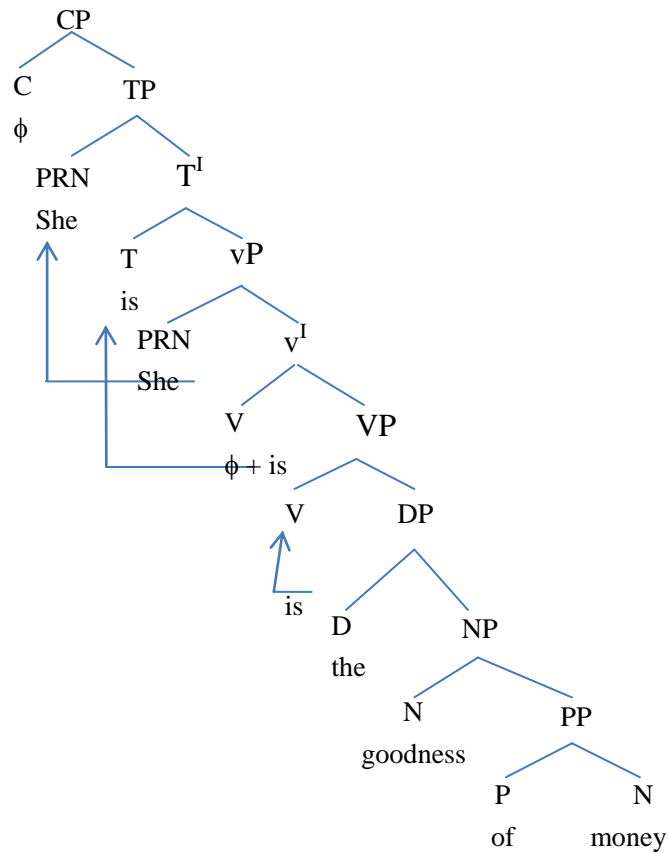 CP
C TP
ϕ
PRN Tᴵ
She
T vP
is
PRN vᴵ
She
V VP
ϕ + is
V DP
is
D NP
the
N PP
goodness
P N
of money